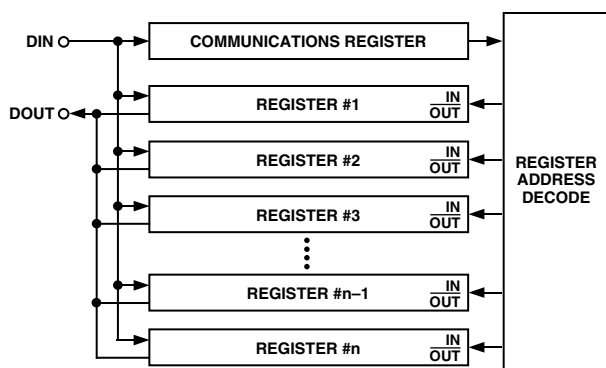 DIN
COMMUNICATIONS REGISTER
DOUT
REGISTER #1
IN
OUT
REGISTER #2
IN
OUT
REGISTER #3
IN
OUT
REGISTER #n–1
IN
OUT
REGISTER #n
IN
OUT
REGISTER
ADDRESS
DECODE